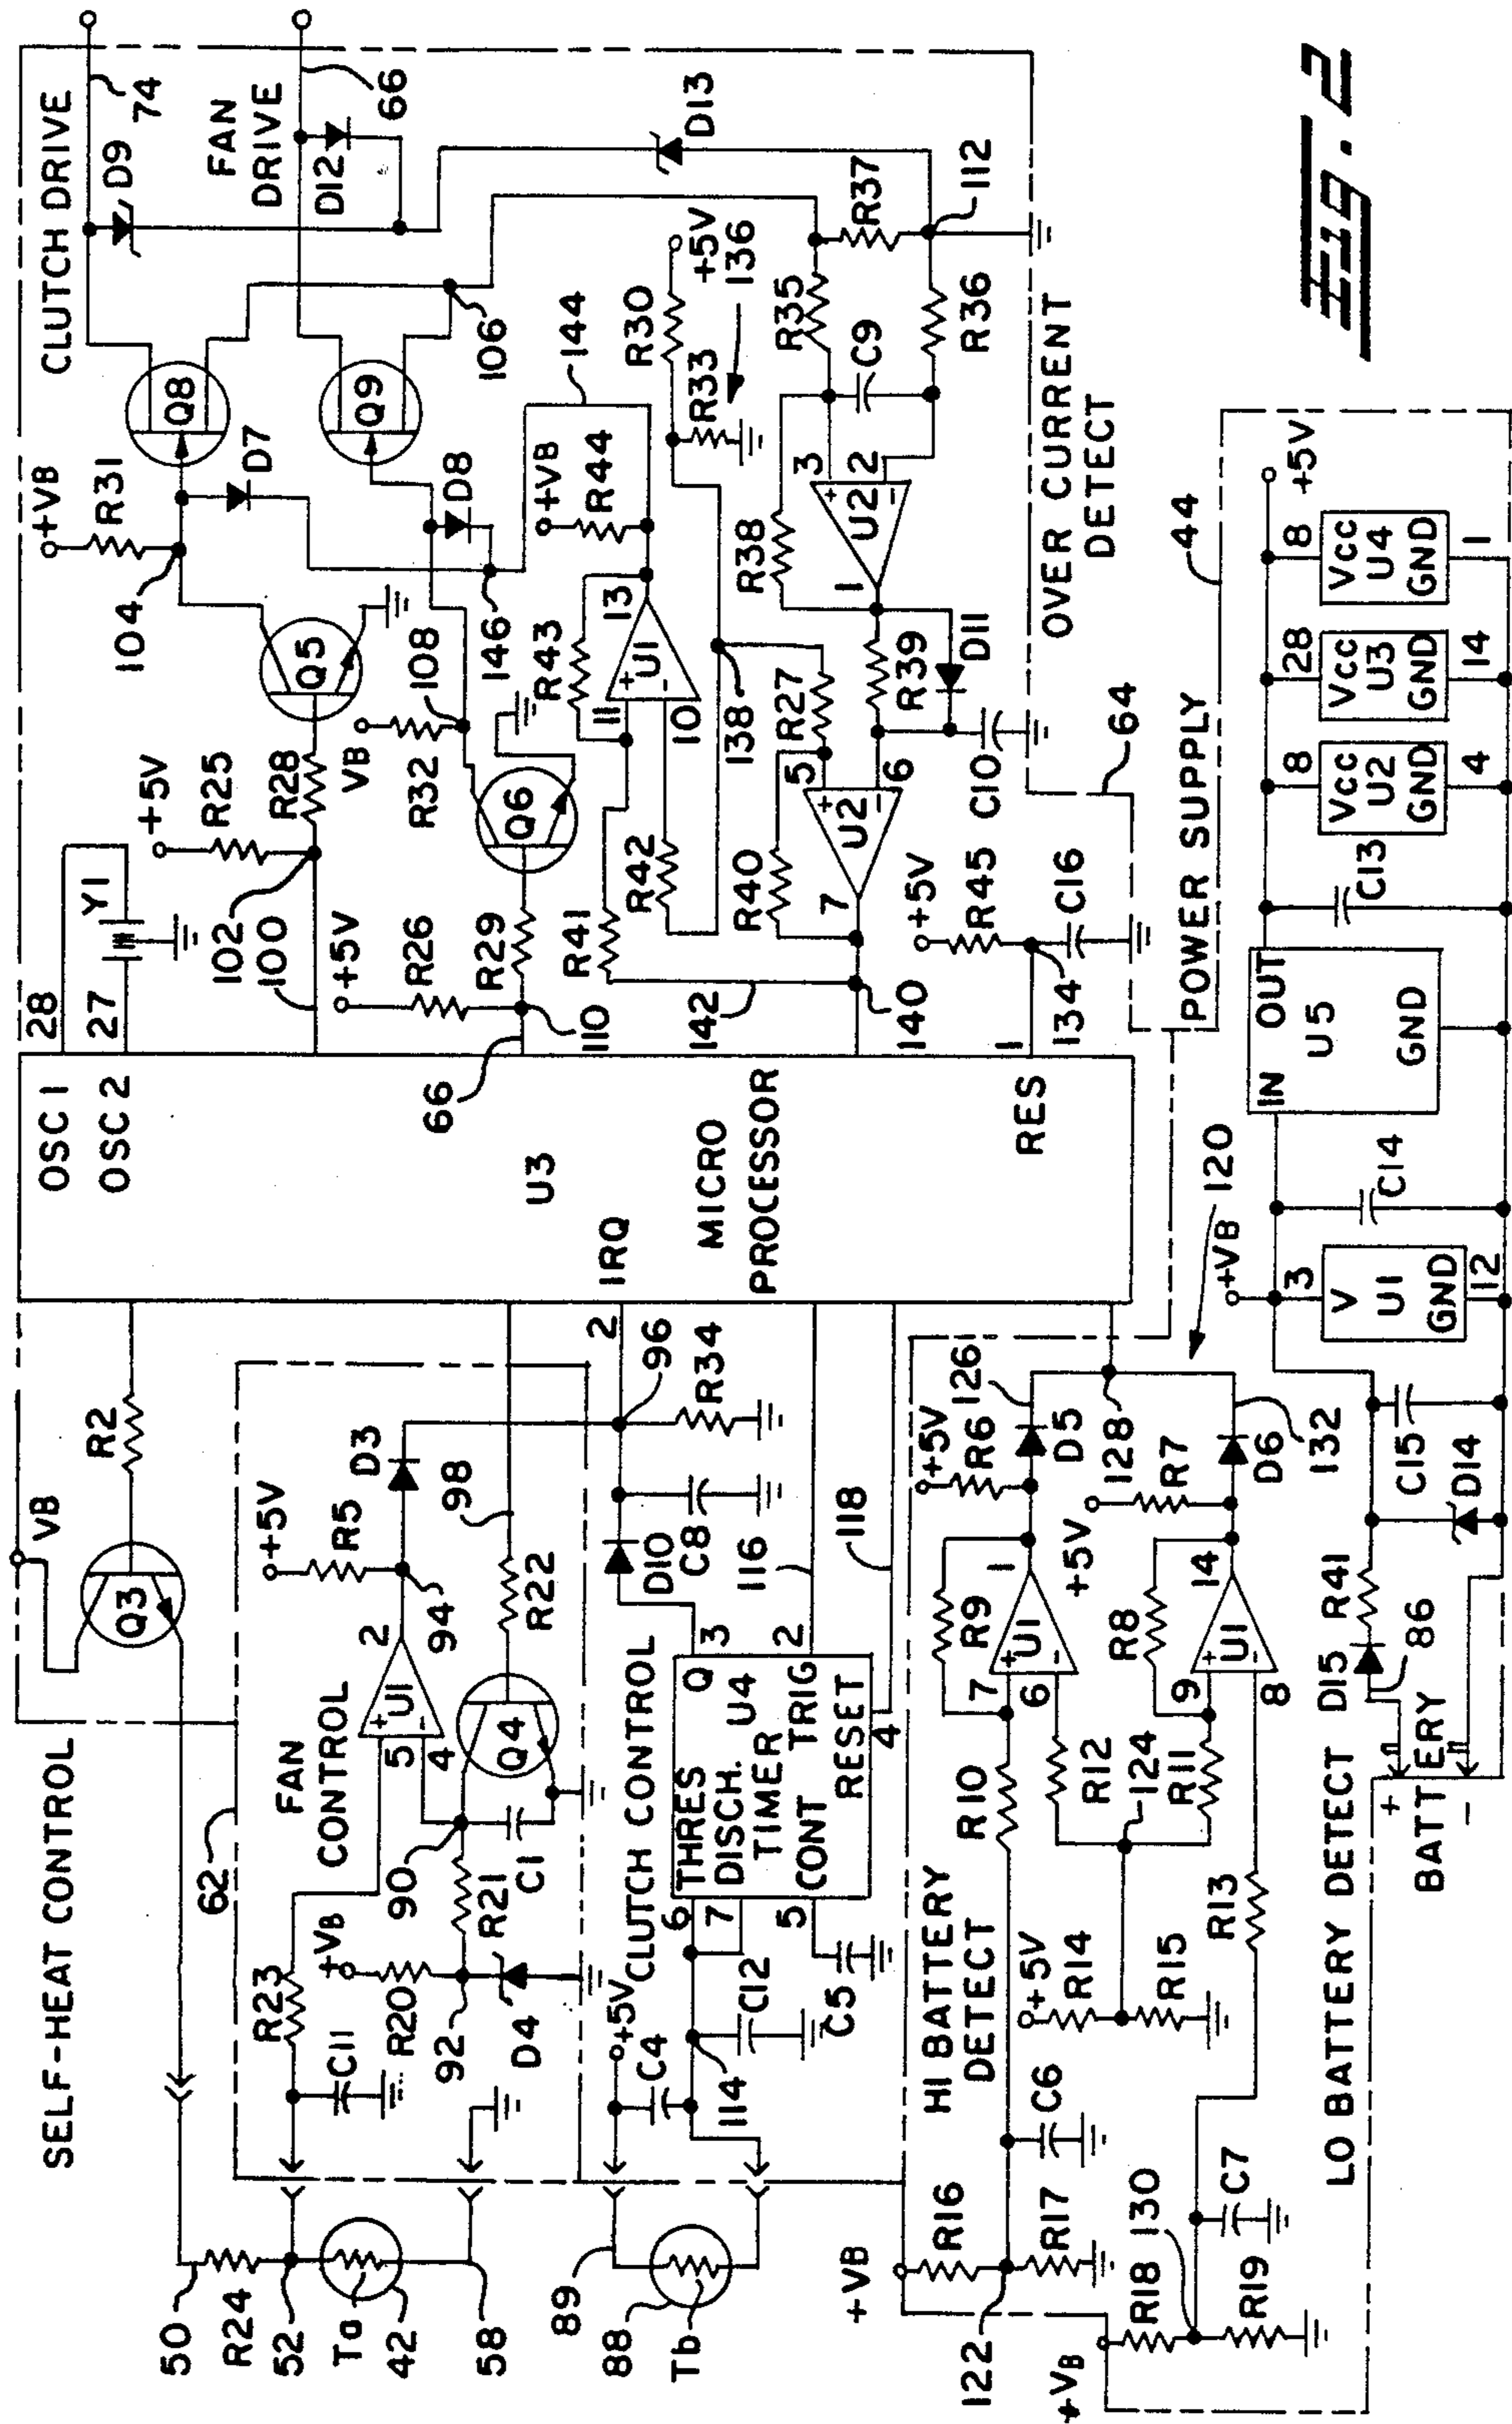 SELF-HEAT CONTROL
VB
Q3
R2
50
R24
52
Ta
42
58
62
FAN
CONTROL
R23
C11
+VB
R20
92
D4
R21
90
C1
5
4
+
-
U1
2
94
+5V
R5
D3
Q4
R22
98
CLUTCH CONTROL
+5V
C4
89
88
Tb
114
C12
6
7
5
C5
THRES
DISCH.
TIMER
CONT
Q
U4
TRIG
RESET
3
2
4
D10
C8
96
R34
2
116
118
IRQ
U3
MICRO
PROCESSOR
OSC 1
OSC 2
RES
28
27
1
Y1
100
102
+5V
R25
R28
Q5
104
+VB
R31
D7
Q8
CLUTCH DRIVE
D9
74
FAN
DRIVE
D12
66
Q9
106
D8
146
108
VB
R32
Q6
+5V
R26
R29
66
110
D13
144
+VB
R44
R43
13
U1
+
-
11
10
R41
R42
142
138
140
R30
+5V
136
R33
R35
R37
112
R36
C9
R38
3
2
+
-
U2
1
R39
D11
C10
R27
5
6
+
-
U2
7
R40
+5V
R45
C16
134
OVER CURRENT
DETECT
64
HI BATTERY
DETECT
+VB
R16
R17
122
C6
R10
7
6
+
-
U1
1
R9
+5V
R6
D5
126
128
120
R12
124
R11
+5V
R14
R15
9
8
+
-
U1
14
R8
+5V
R7
D6
132
R13
+VB
R18
130
R19
C7
LO BATTERY DETECT
D15
R41
86
+
BATTERY
-
C15
D14
+VB
3
V
U1
GND
12
C14
IN
OUT
U5
GND
C13
POWER SUPPLY
44
+5V
8
Vcc
U2
GND
4
28
Vcc
U3
GND
14
8
Vcc
U4
GND
1
Fig. 2